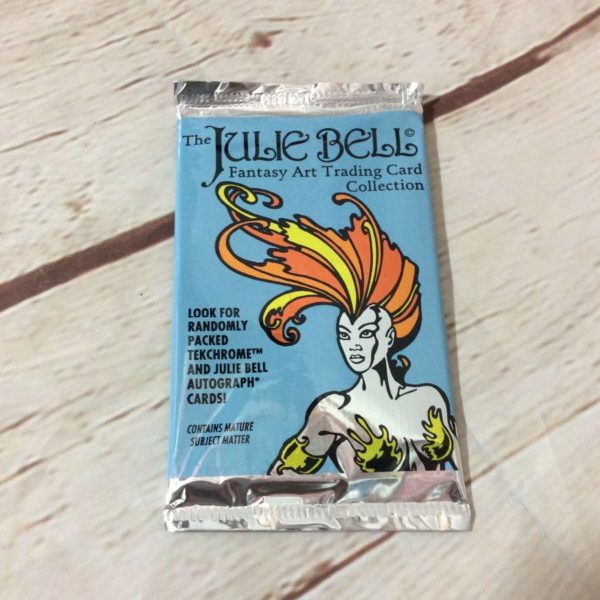 The JULIE BELL©
Fantasy Art Trading Card
Collection
LOOK FOR
RANDOMLY
PACKED
TEKCHROME™
AND JULIE BELL
AUTOGRAPH*
CARDS!
CONTAINS MATURE
SUBJECT MATTER